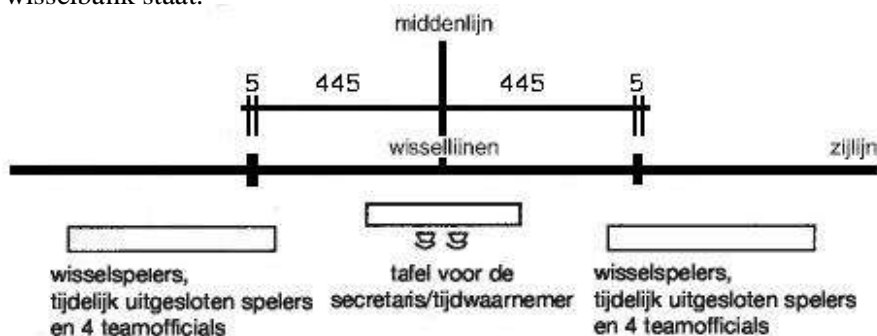 wisselbank staat.
middenlijn
5 445 445 5
wissellijnen zijlijn
wisselspelers,
tijdelijk uitgesloten spelers
en 4 teamofficials
tafel voor de
secretaris/tijdwaarnemer
wisselspelers,
tijdelijk uitgesloten spelers
en 4 teamofficials